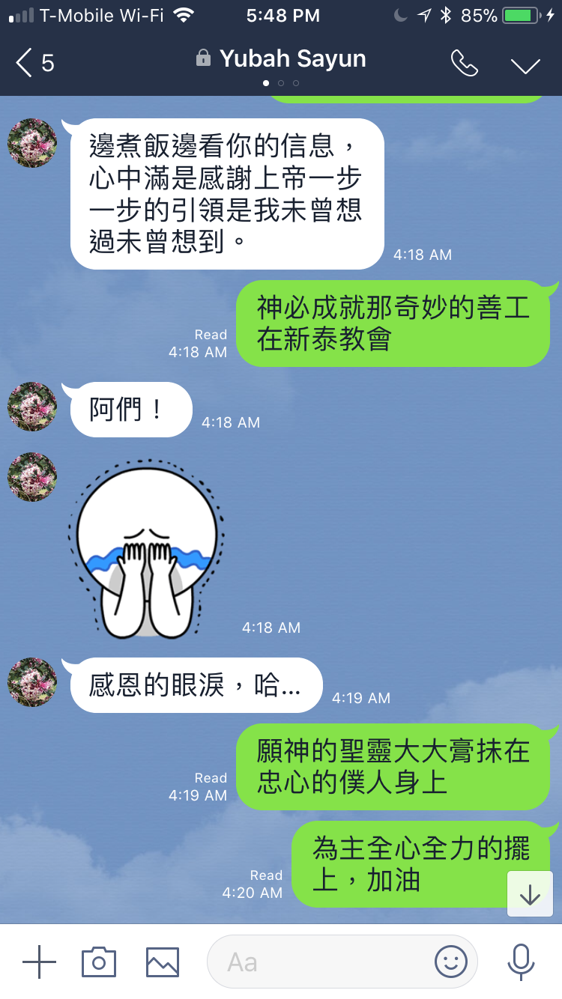 T-Mobile Wi-Fi 5:48 PM 85%
5 Yubah Sayun
邊煮飯邊看你的信息，
心中滿是感謝上帝一步
一步的引領是我未曾想
過未曾想到。
4:18 AM
神必成就那奇妙的善工
在新泰教會
Read
4:18 AM
阿們！
4:18 AM
4:18 AM
感恩的眼淚，哈...
4:19 AM
願神的聖靈大大膏抹在
忠心的僕人身上
Read
4:19 AM
為主全心全力的擺
上，加油
Read
4:20 AM
Aa